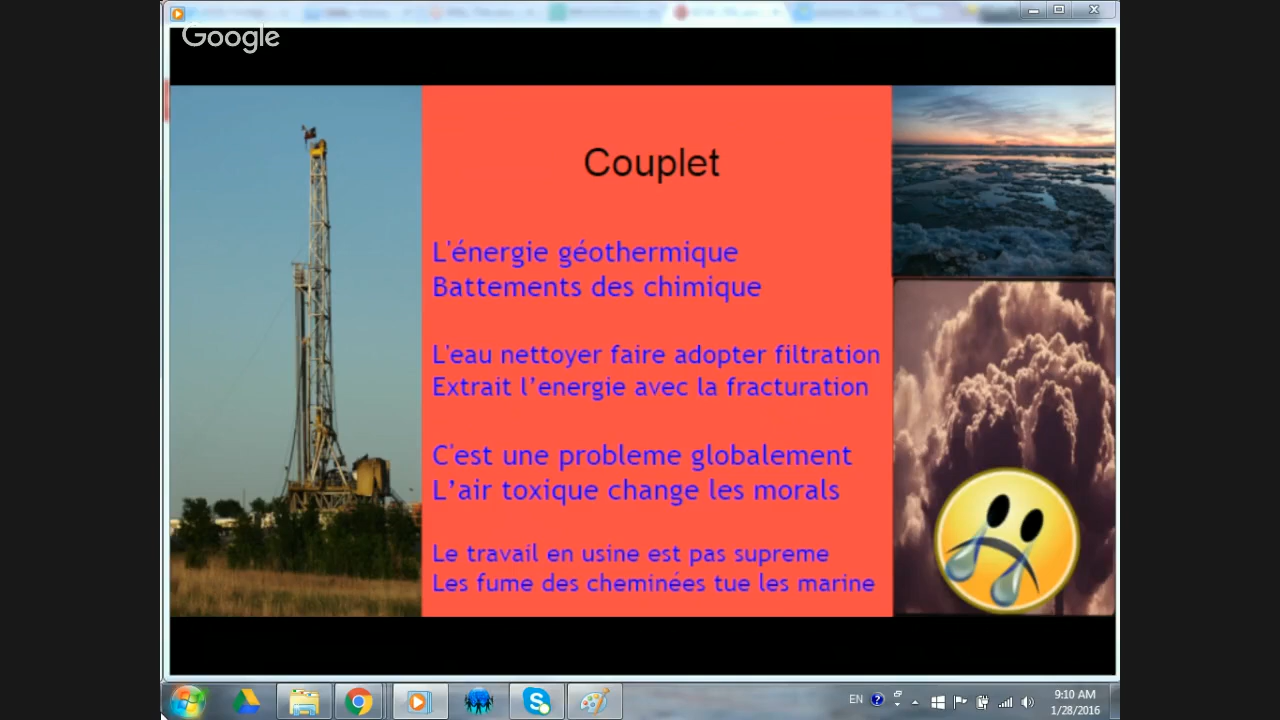 Google
Couplet
L'énergie géothermique
Battements des chimique
L'eau nettoyer faire adopter filtration
Extrait l’energie avec la fracturation
C'est une probleme globalement
L’air toxique change les morals
Le travail en usine est pas supreme
Les fume des cheminées tue les marine
EN
9:10 AM
1/28/2016